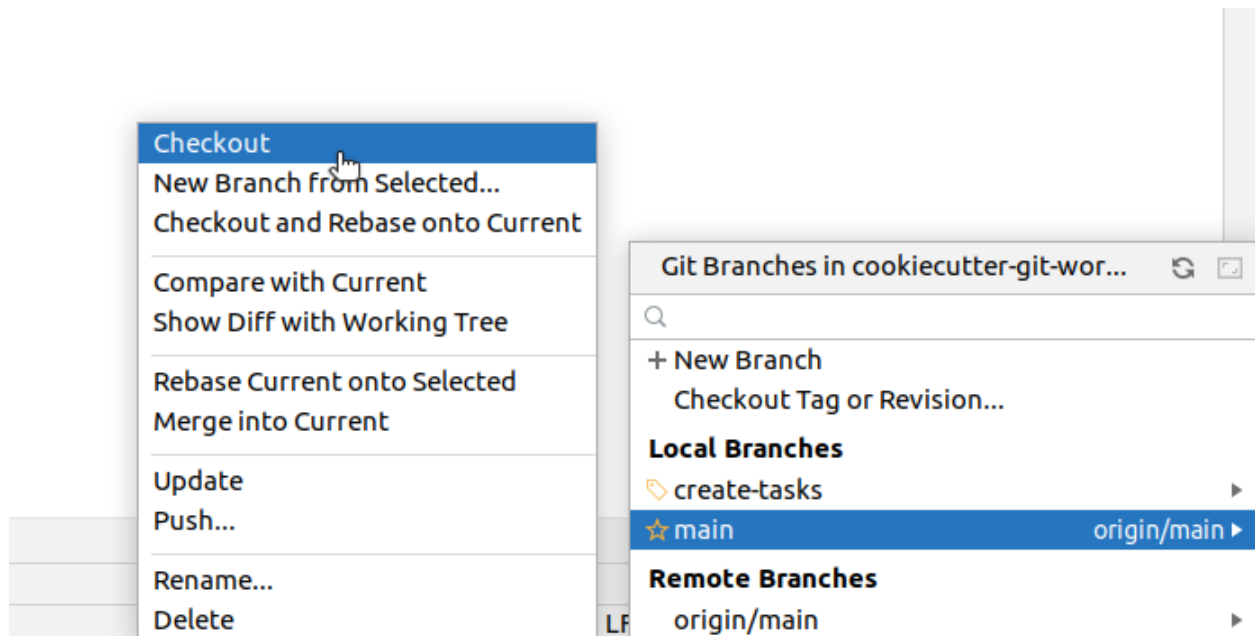 Checkout
New Branch from Selected...
Checkout and Rebase onto Current
Compare with Current
Show Diff with Working Tree
Rebase Current onto Selected
Merge into Current
Update
Push...
Rename...
Delete
Git Branches in cookiecutter-git-wor...
+ New Branch
Checkout Tag or Revision...
Local Branches
create-tasks
main origin/main
Remote Branches
origin/main